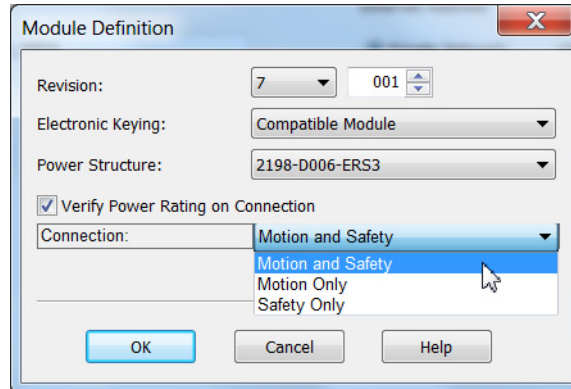 Module Definition
X
Revision: 7 001
Electronic Keying: Compatible Module
Power Structure: 2198-D006-ERS3
Verify Power Rating on Connection
Connection: Motion and Safety
Motion and Safety
Motion Only
Safety Only
OK Cancel Help